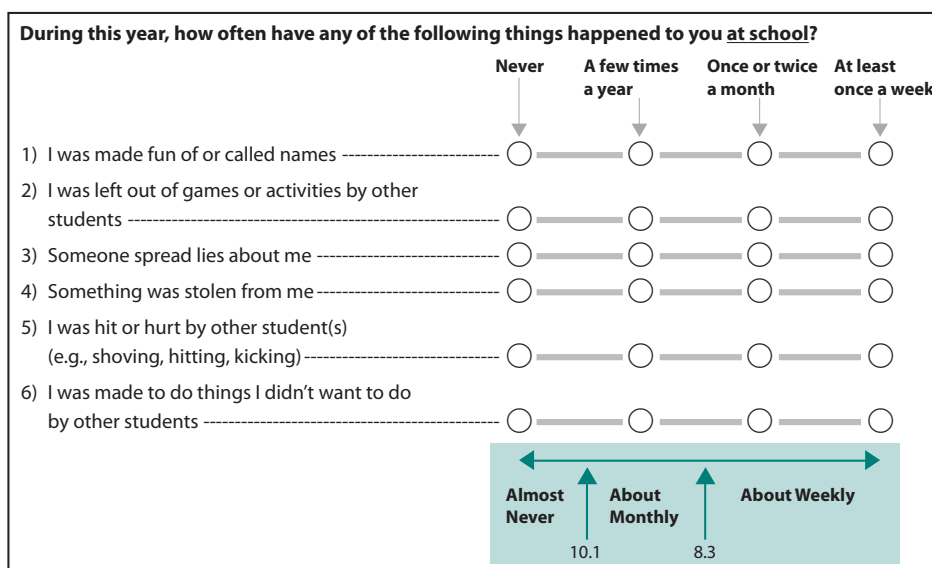 During this year, how often have any of the following things happened to you at school?
Never A few times a year Once or twice a month At least once a week
1) I was made fun of or called names
2) I was left out of games or activities by other
students
3) Someone spread lies about me
4) Something was stolen from me
5) I was hit or hurt by other student(s)
(e.g., shoving, hitting, kicking)
6) I was made to do things I didn't want to do
by other students
Almost Never About Monthly About Weekly
10.1 8.3